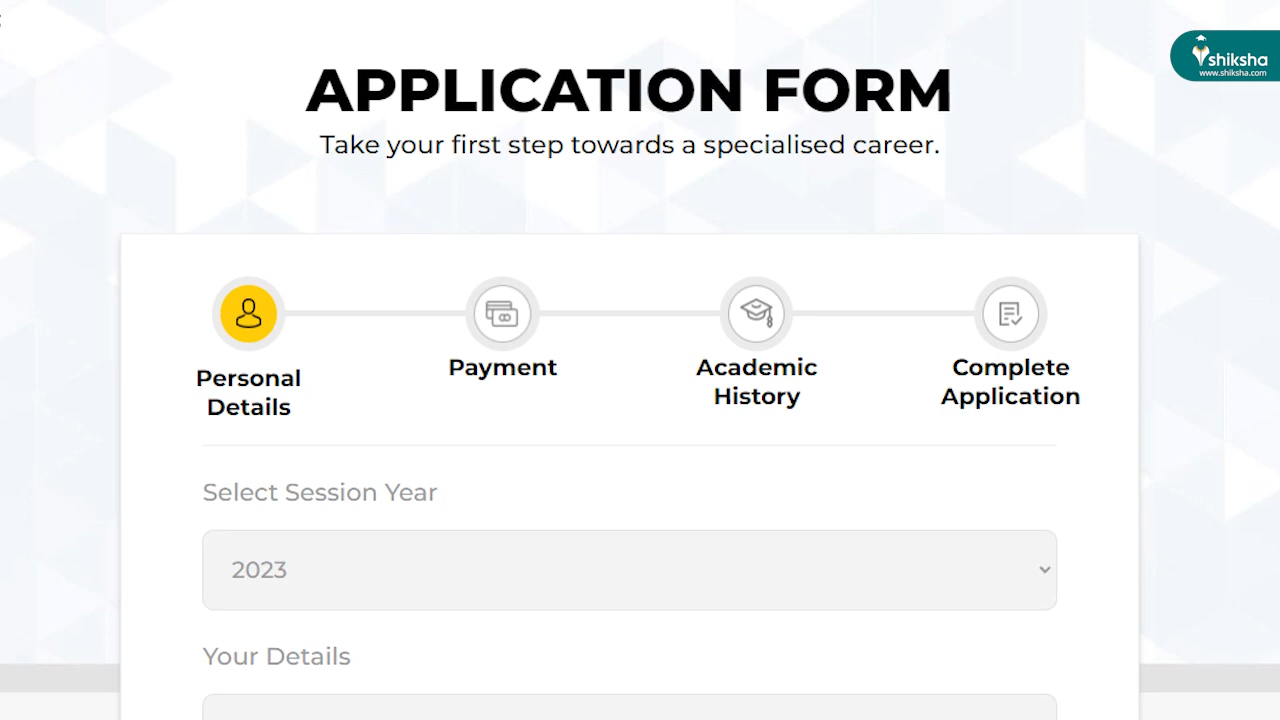 shiksha
www.shiksha.com
APPLICATION FORM
Take your first step towards a specialised career.
Personal
Details
Payment
Academic
History
Complete
Application
Select Session Year
2023
Your Details